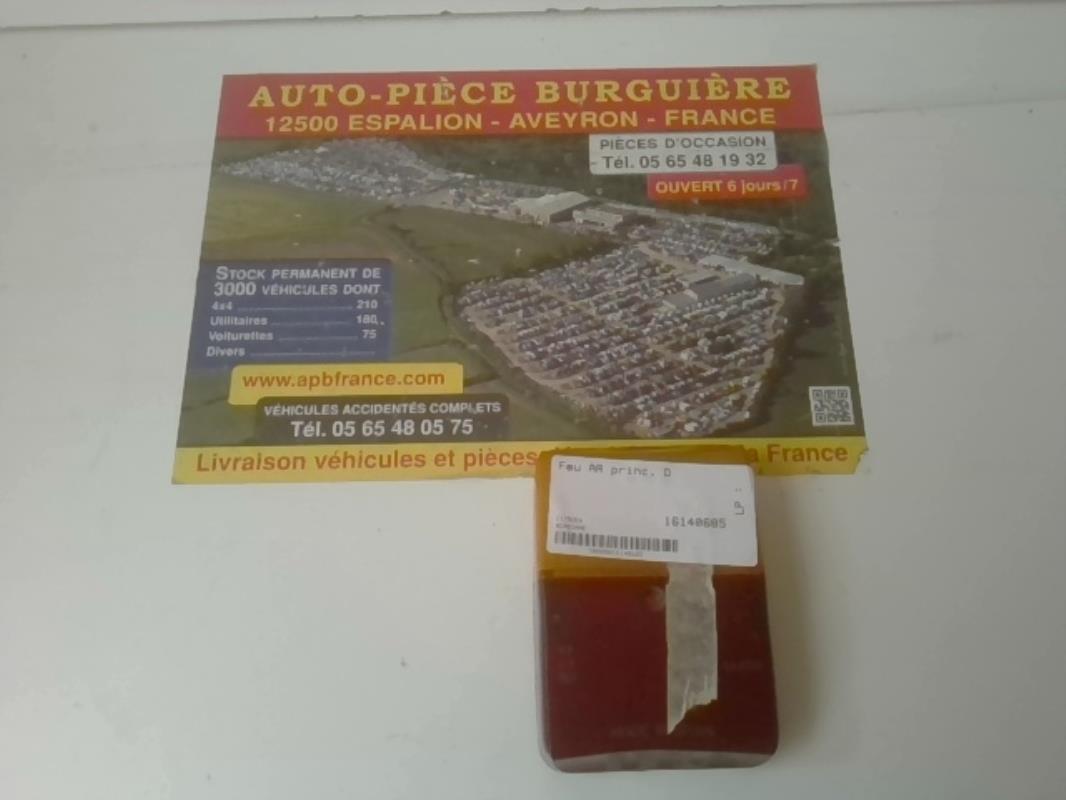 AUTO-PIÈCE BURGUIÈRE
12500 ESPALION - AVEYRON - FRANCE
PIÈCES D'OCCASION
Tél. 05 65 48 19 32
OUVERT 6 jours/7
STOCK PERMANENT DE
3000 VÉHICULES DONT
4x4 210
Utilitaires 180
Voiturettes 75
Divers
www.apbfrance.com
VÉHICULES ACCIDENTÉS COMPLETS
Tél. 05 65 48 05 75
Livraison véhicules et pièces la France
Feu AR princ. D
16140685